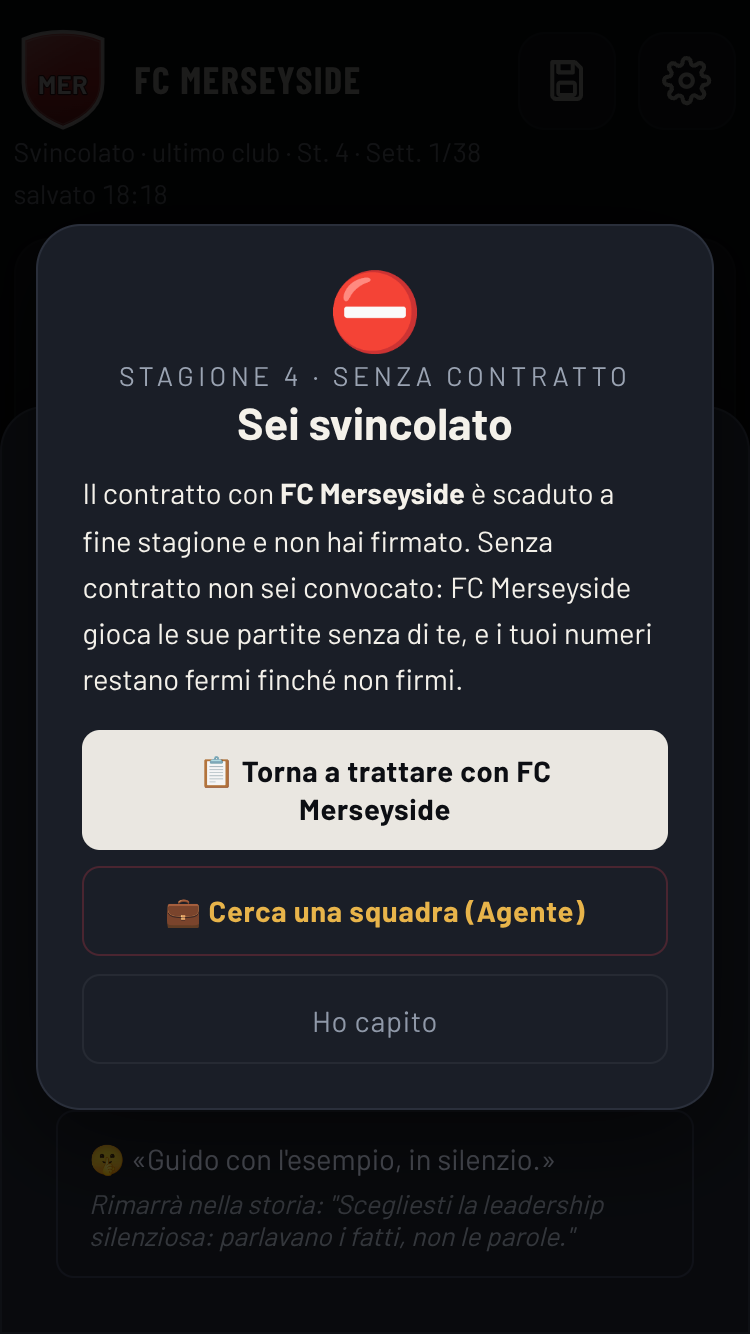 MER
FC MERSEYSIDE
Svincolato · ultimo club · St. 4 · Sett. 1/38
salvato 18:18
STAGIONE 4 · SENZA CONTRATTO
Sei svincolato
Il contratto con FC Merseyside è scaduto a
fine stagione e non hai firmato. Senza
contratto non sei convocato: FC Merseyside
gioca le sue partite senza di te, e i tuoi numeri
restano fermi finché non firmi.
📋 Torna a trattare con FC
Merseyside
💼 Cerca una squadra (Agente)
Ho capito
🤫 «Guido con l'esempio, in silenzio.»
Rimarrà nella storia: "Scegliesti la leadership
silenziosa: parlavano i fatti, non le parole."